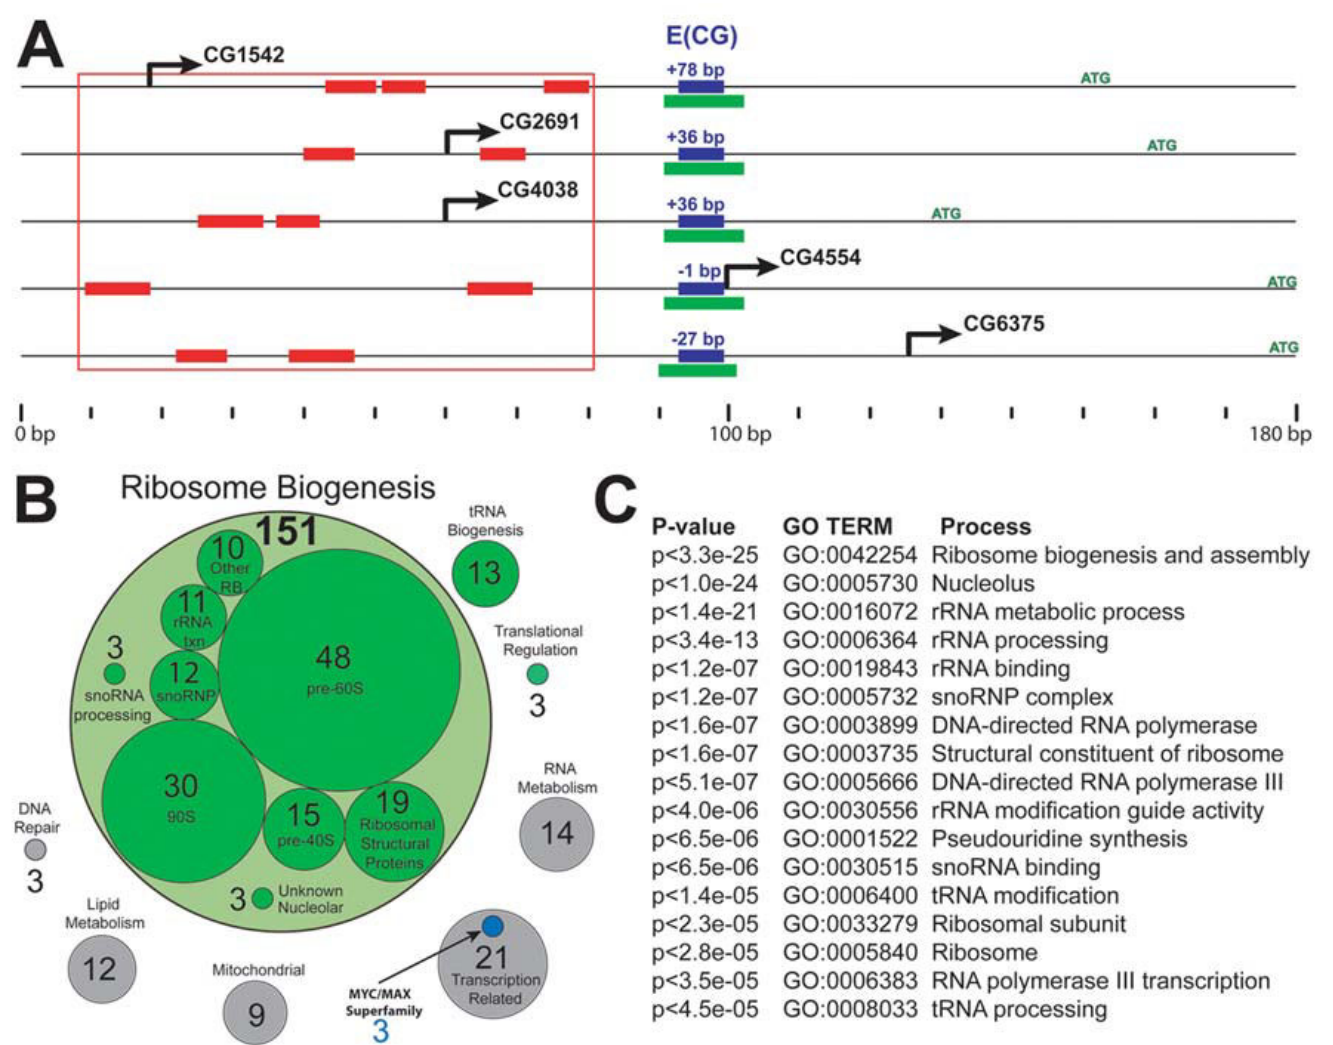 A
E(CG)
CG1542
+78 bp
ATG
CG2691
+36 bp
ATG
CG4038
+36 bp
ATG
CG4554
-1 bp
ATG
CG6375
-27 bp
ATG
0 bp
100 bp
180 bp
B
Ribosome Biogenesis
151
10
Other
RB
11
rRNA
txn
3
snoRNA
processing
12
snoRNP
48
pre-60S
30
90S
15
pre-40S
19
Ribosomal
Structural
Proteins
3
Unknown
Nucleolar
tRNA
Biogenesis
13
Translational
Regulation
3
RNA
Metabolism
14
DNA
Repair
3
Lipid
Metabolism
12
Mitochondrial
9
21
Transcription
Related
MYC/MAX
Superfamily
3
C
P-value GO TERM Process
p<3.3e-25 GO:0042254 Ribosome biogenesis and assembly
p<1.0e-24 GO:0005730 Nucleolus
p<1.4e-21 GO:0016072 rRNA metabolic process
p<3.4e-13 GO:0006364 rRNA processing
p<1.2e-07 GO:0019843 rRNA binding
p<1.2e-07 GO:0005732 snoRNP complex
p<1.6e-07 GO:0003899 DNA-directed RNA polymerase
p<1.6e-07 GO:0003735 Structural constituent of ribosome
p<5.1e-07 GO:0005666 DNA-directed RNA polymerase III
p<4.0e-06 GO:0030556 rRNA modification guide activity
p<6.5e-06 GO:0001522 Pseudouridine synthesis
p<6.5e-06 GO:0030515 snoRNA binding
p<1.4e-05 GO:0006400 tRNA modification
p<2.3e-05 GO:0033279 Ribosomal subunit
p<2.8e-05 GO:0005840 Ribosome
p<3.5e-05 GO:0006383 RNA polymerase III transcription
p<4.5e-05 GO:0008033 tRNA processing